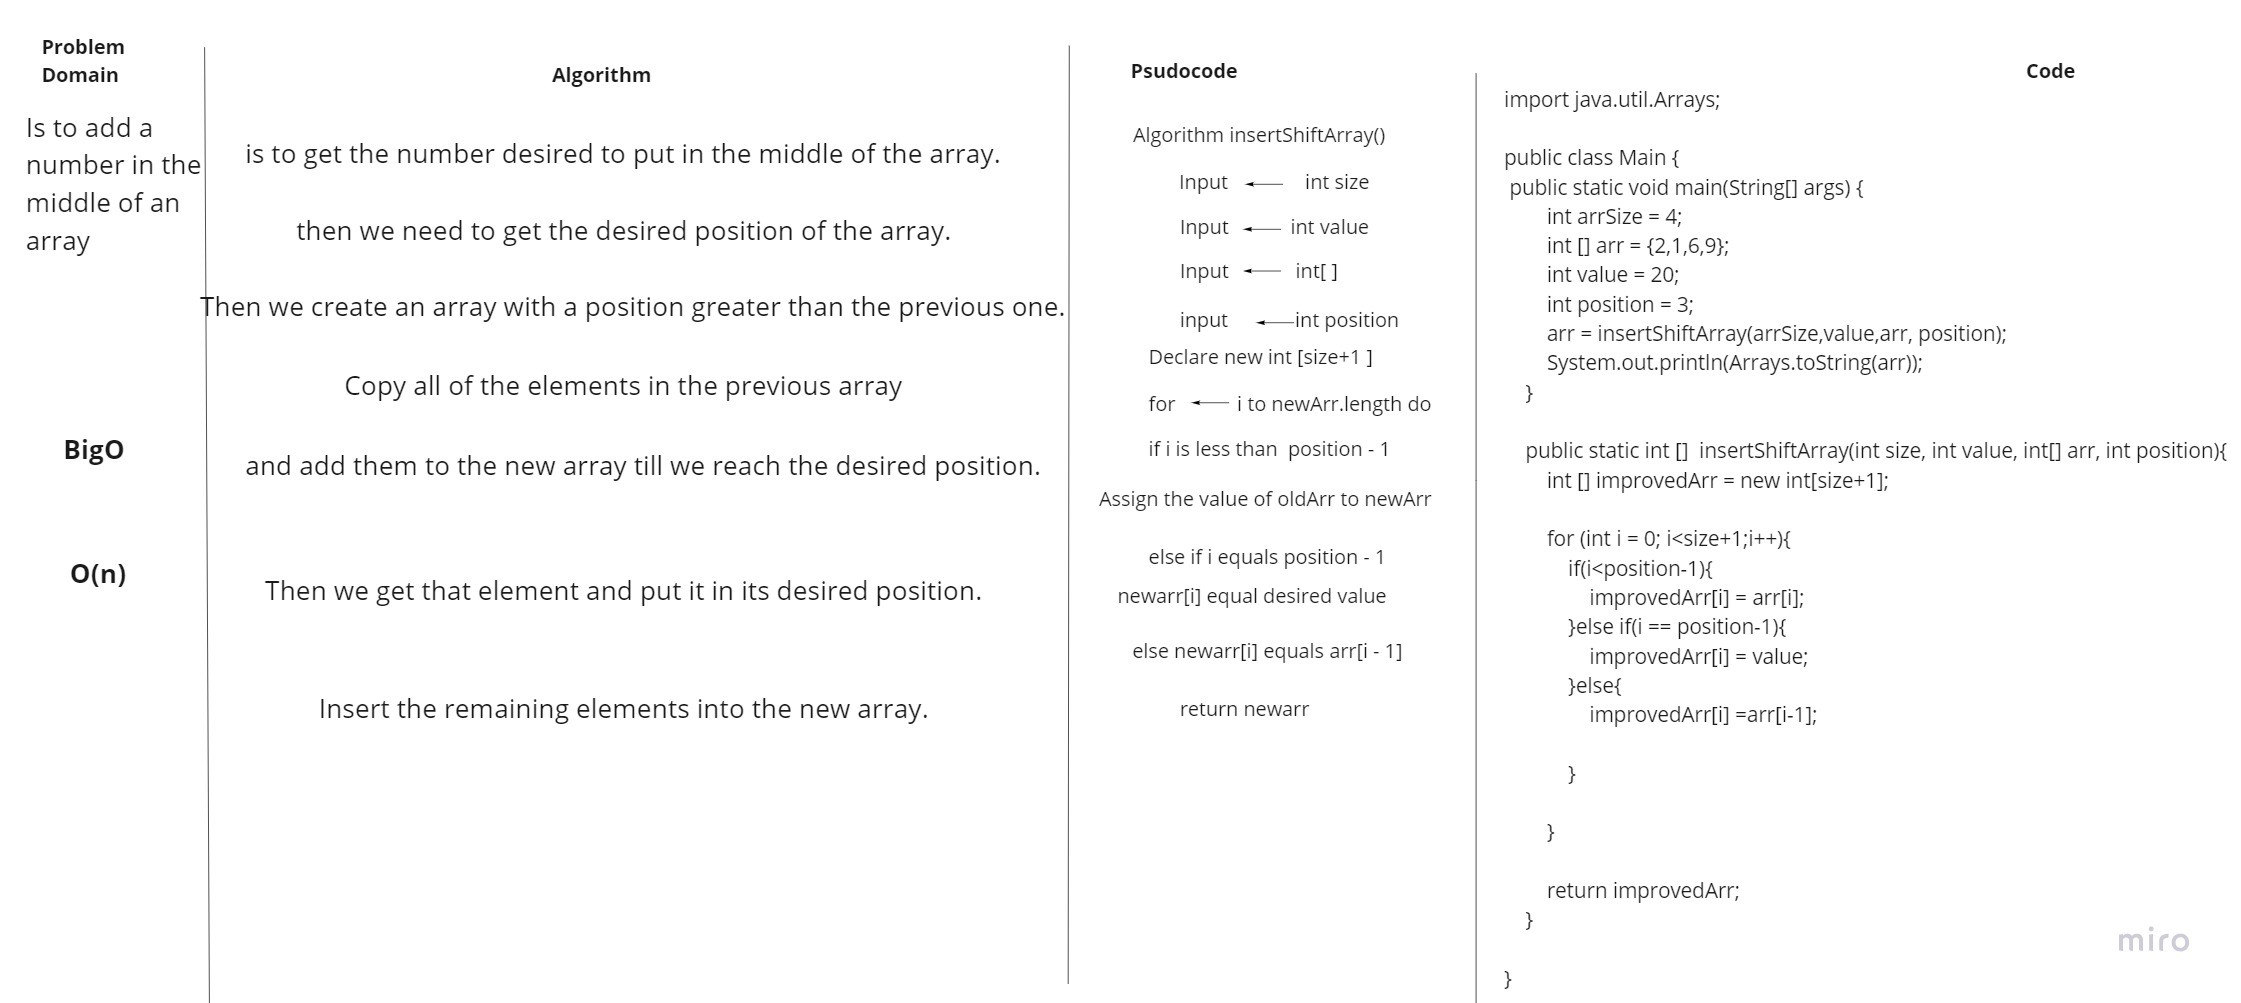 Problem
Domain
Is to add a
number in the
middle of an
array
BigO
O(n)
Algorithm
is to get the number desired to put in the middle of the array.
then we need to get the desired position of the array.
Then we create an array with a position greater than the previous one.
Copy all of the elements in the previous array
and add them to the new array till we reach the desired position.
Then we get that element and put it in its desired position.
Insert the remaining elements into the new array.
Psudocode
Algorithm insertShiftArray()
Input ← int size
Input ← int value
Input ← int[ ]
input ← int position
Declare new int [size+1 ]
for ← i to newArr.length do
if i is less than position - 1
Assign the value of oldArr to newArr
else if i equals position - 1
newarr[i] equal desired value
else newarr[i] equals arr[i - 1]
return newarr
Code
import java.util.Arrays;
public class Main {
public static void main(String[] args) {
int arrSize = 4;
int [] arr = {2,1,6,9};
int value = 20;
int position = 3;
arr = insertShiftArray(arrSize,value,arr, position);
System.out.println(Arrays.toString(arr));
}
public static int [] insertShiftArray(int size, int value, int[] arr, int position){
int [] improvedArr = new int[size+1];
for (int i = 0; i<size+1;i++){
if(i<position-1){
improvedArr[i] = arr[i];
}else if(i == position-1){
improvedArr[i] = value;
}else{
improvedArr[i] =arr[i-1];
}
}
return improvedArr;
}
}
miro